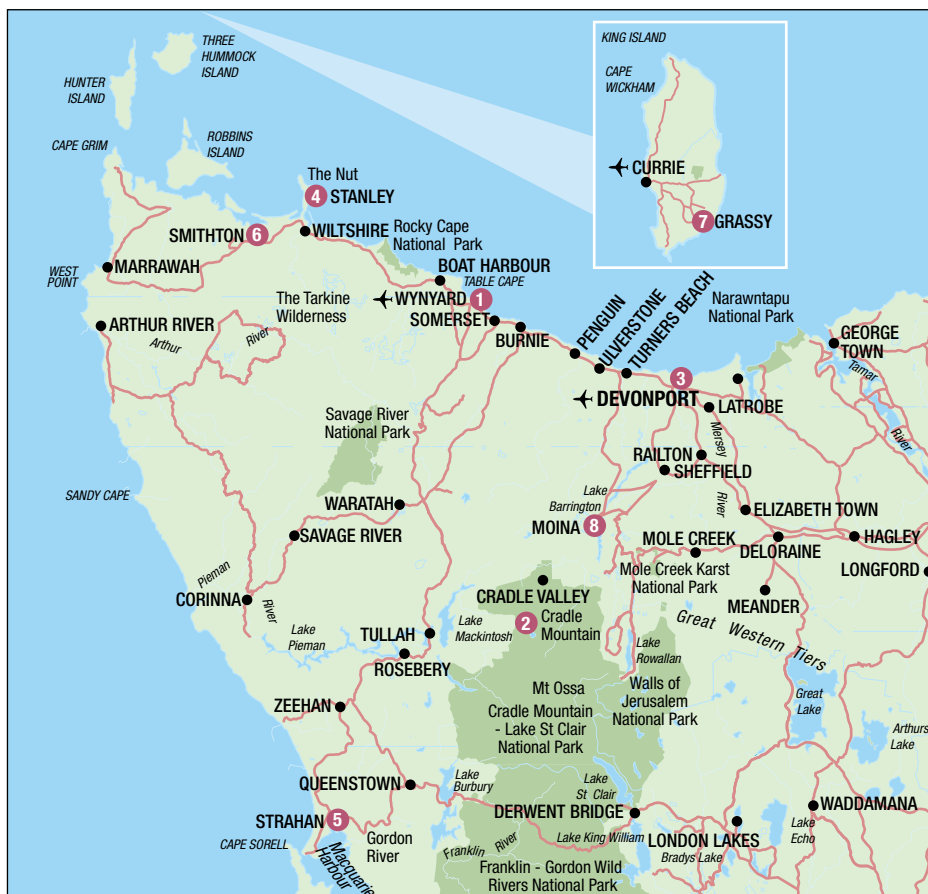 THREE
HUMMOCK
ISLAND
HUNTER
ISLAND
CAPE GRIM
ROBBINS
ISLAND
KING ISLAND
CAPE
WICKHAM
CURRIE
7 GRASSY
The Nut
4 STANLEY
SMITHTON 6
WILTSHIRE
Rocky Cape
National Park
MARRAWAH
WEST
POINT
BOAT HARBOUR
TABLE CAPE
WYNYARD 1
The Tarkine
Wilderness
SOMERSET
BURNIE
ARTHUR RIVER
Arthur
River
PENGUIN
ULVERSTONE
TURNERS BEACH
Narawntapu
National Park
GEORGE
TOWN
Tamar
River
3
DEVONPORT
LATROBE
Mersey
River
Savage River
National Park
RAILTON
SHEFFIELD
SANDY CAPE
WARATAH
Lake
Barrington
ELIZABETH TOWN
MOINA 8
SAVAGE RIVER
MOLE CREEK
DELORAINE
HAGLEY
Mole Creek Karst
National Park
LONGFORD
Pieman
River
CORINNA
CRADLE VALLEY
MEANDER
2 Cradle
Mountain
Lake
Mackintosh
Great Western Tiers
Lake
Pieman
TULLAH
ROSEBERY
Lake
Rowallan
Mt Ossa
Walls of
Jerusalem
National Park
Great
Lake
ZEEHAN
Cradle Mountain
- Lake St Clair
National Park
Arthurs
Lake
QUEENSTOWN
Lake
Burbury
Lake
St Clair
DERWENT BRIDGE
WADDAMANA
STRAHAN 5
CAPE SORELL
Gordon
River
Macquarie
Harbour
Franklin River
Lake King William
LONDON LAKES
Bradys Lake
Lake
Echo
Franklin - Gordon Wild
Rivers National Park